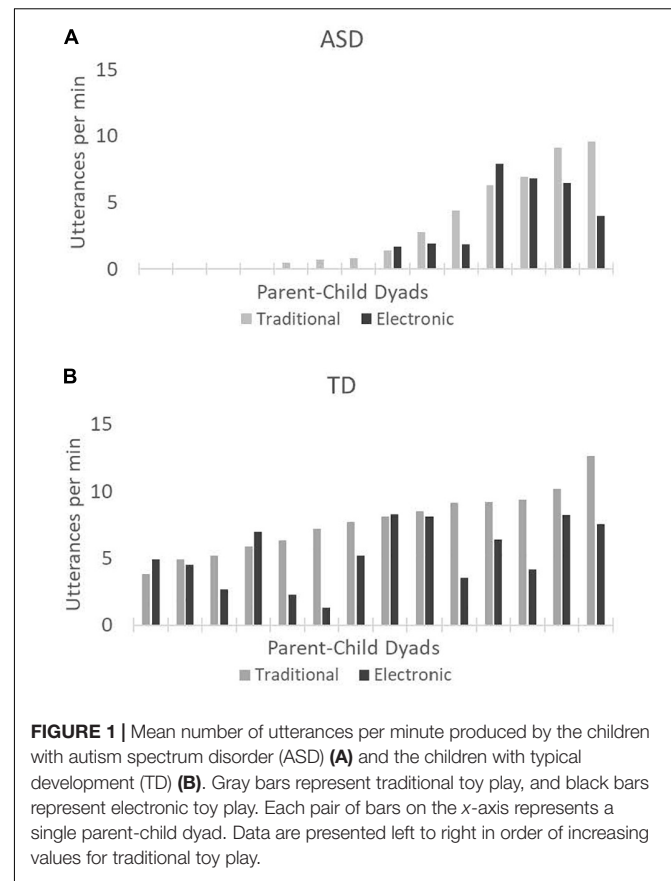 A
ASD
15
10
5
0
Utterances per min
Parent-Child Dyads
Traditional Electronic
B
TD
15
10
5
0
Utterances per min
Parent-Child Dyads
Traditional Electronic
FIGURE 1 | Mean number of utterances per minute produced by the children
with autism spectrum disorder (ASD) (A) and the children with typical
development (TD) (B). Gray bars represent traditional toy play, and black bars
represent electronic toy play. Each pair of bars on the x-axis represents a
single parent-child dyad. Data are presented left to right in order of increasing
values for traditional toy play.